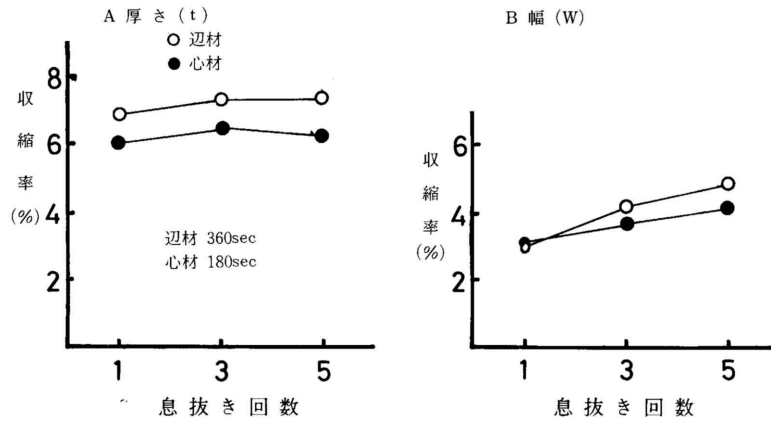 A 厚さ(t)
○ 辺材
● 心材
収縮率(%)
8
6
4
2
辺材 360sec
心材 180sec
1 3 5
息抜き回数
B 幅(W)
収縮率(%)
6
4
2
1 3 5
息抜き回数